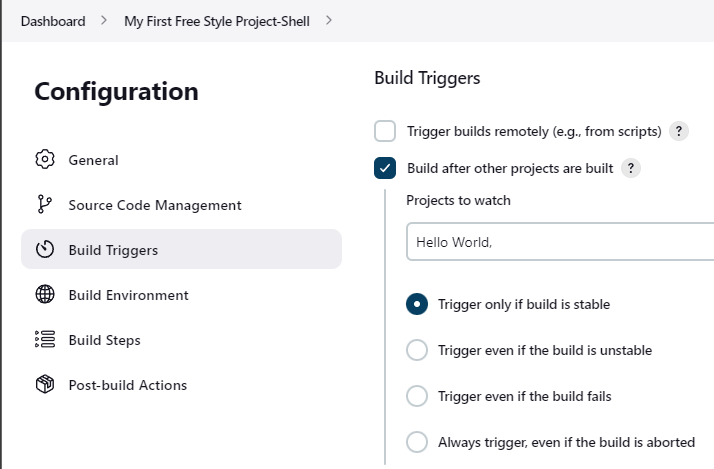 Dashboard > My First Free Style Project-Shell >
Configuration
General
Source Code Management
Build Triggers
Build Environment
Build Steps
Post-build Actions
Build Triggers
Trigger builds remotely (e.g., from scripts) ?
Build after other projects are built ?
Projects to watch
Hello World,
Trigger only if build is stable
Trigger even if the build is unstable
Trigger even if the build fails
Always trigger, even if the build is aborted